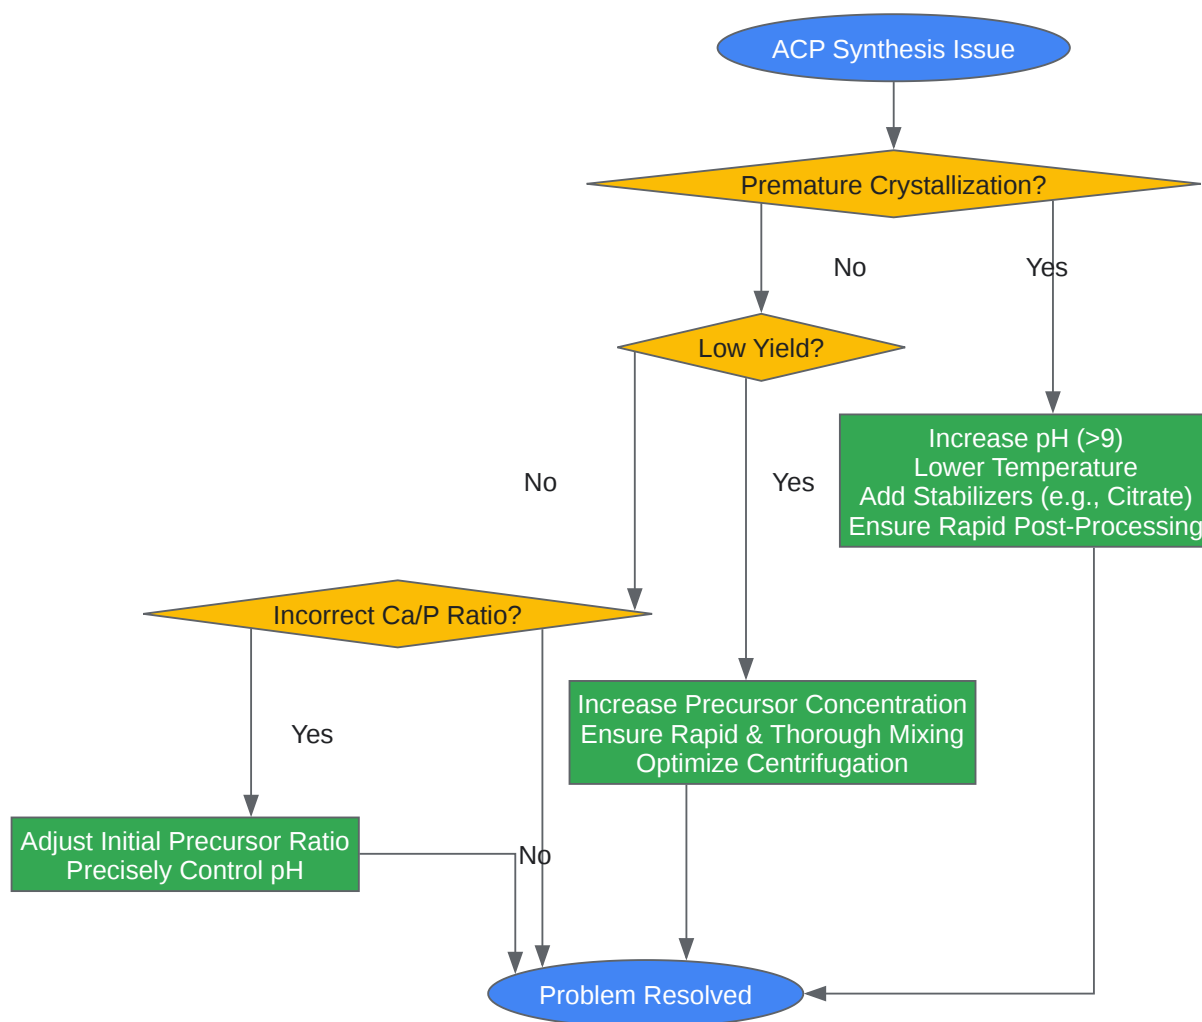 ACP Synthesis Issue
Premature Crystallization?
No
Yes
Low Yield?
Increase pH (>9)
Lower Temperature
Add Stabilizers (e.g., Citrate)
Ensure Rapid Post-Processing
No
Yes
Incorrect Ca/P Ratio?
Increase Precursor Concentration
Ensure Rapid & Thorough Mixing
Optimize Centrifugation
Yes
Adjust Initial Precursor Ratio
Precisely Control pH
No
Problem Resolved